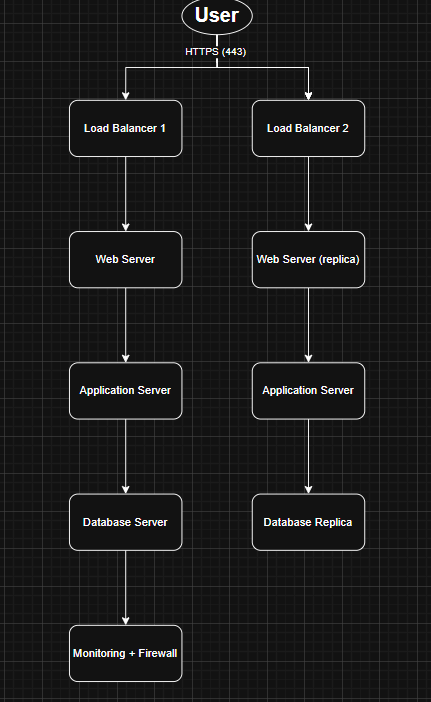 User
HTTPS (443)
Load Balancer 1
Load Balancer 2
Web Server
Web Server (replica)
Application Server
Application Server
Database Server
Database Replica
Monitoring + Firewall